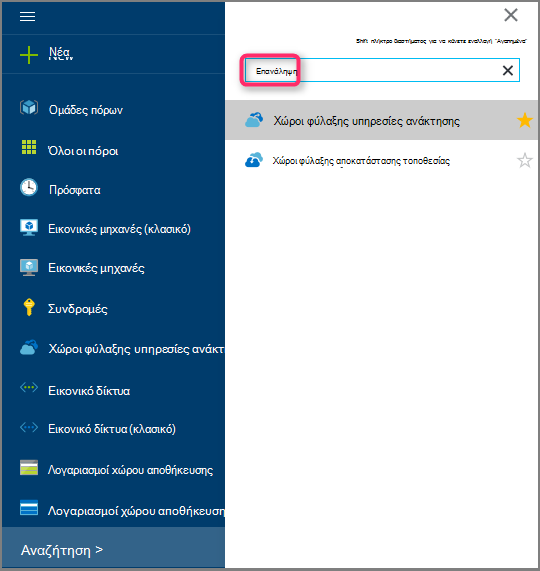 Νέα
New
Ομάδες πόρων
Όλοι οι πόροι
Πρόσφατα
Εικονικές μηχανές (κλασικό)
Εικονικές μηχανές
Συνδρομές
Χώροι φύλαξης υπηρεσίες ανάκτ
Εικονικό δίκτυα
Εικονικό δίκτυα (κλασικό)
Λογαριασμοί χώρου αποθήκευσης
Λογαριασμοί χώρου αποθήκευση
Αναζήτηση >
Shift πλήκτρο διαστήματος για να κάνετε εναλλαγή "Αγαπημένα"
Επανάληψη
Χώροι φύλαξης υπηρεσίες ανάκτησης
Χώροι φύλαξης αποκατάστασης τοποθεσίας